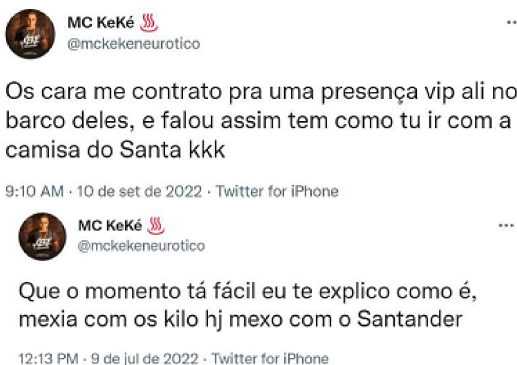 MC KeKé ♨
@mckekeneurotico
Os cara me contrato pra uma presença vip ali no
barco deles, e falou assim tem como tu ir com a
camisa do Santa kkk
9:10 AM · 10 de set de 2022 · Twitter for iPhone
MC KeKé ♨
@mckekeneurotico
Que o momento tá fácil eu te explico como é,
mexia com os kilo hj mexo com o Santander
12:13 PM · 9 de jul de 2022 · Twitter for iPhone